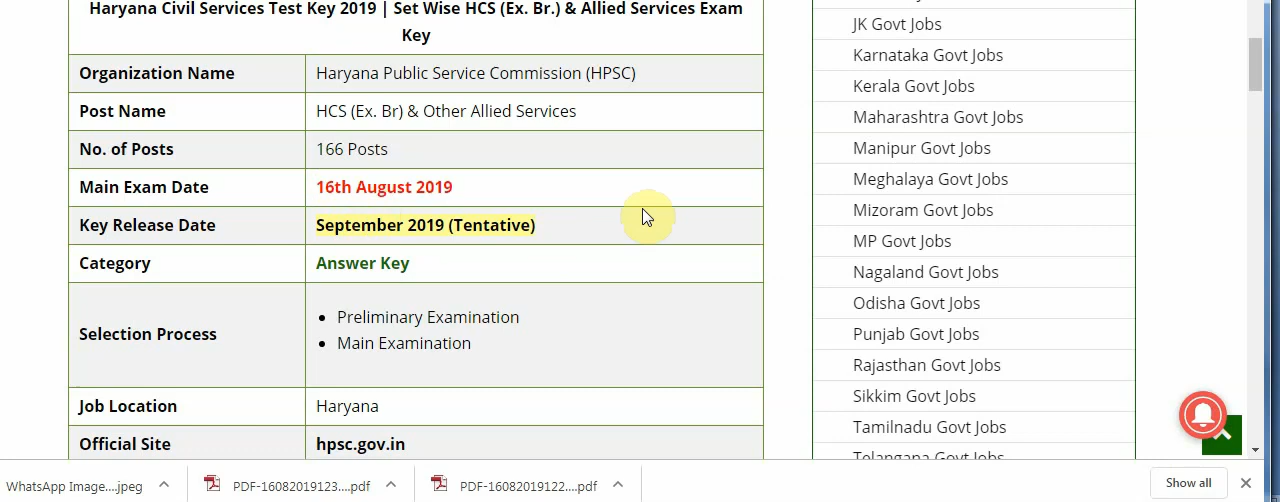 Haryana Civil Services Test Key 2019 | Set Wise HCS (Ex. Br.) & Allied Services Exam
Key
Organization Name Haryana Public Service Commission (HPSC)
Post Name HCS (Ex. Br) & Other Allied Services
No. of Posts 166 Posts
Main Exam Date 16th August 2019
Key Release Date September 2019 (Tentative)
Category Answer Key
Selection Process
Preliminary Examination
Main Examination
Job Location Haryana
Official Site hpsc.gov.in
JK Govt Jobs
Karnataka Govt Jobs
Kerala Govt Jobs
Maharashtra Govt Jobs
Manipur Govt Jobs
Meghalaya Govt Jobs
Mizoram Govt Jobs
MP Govt Jobs
Nagaland Govt Jobs
Odisha Govt Jobs
Punjab Govt Jobs
Rajasthan Govt Jobs
Sikkim Govt Jobs
Tamilnadu Govt Jobs
Telangana Govt Jobs
WhatsApp Image....jpeg
PDF-16082019123....pdf
PDF-16082019122....pdf
Show all